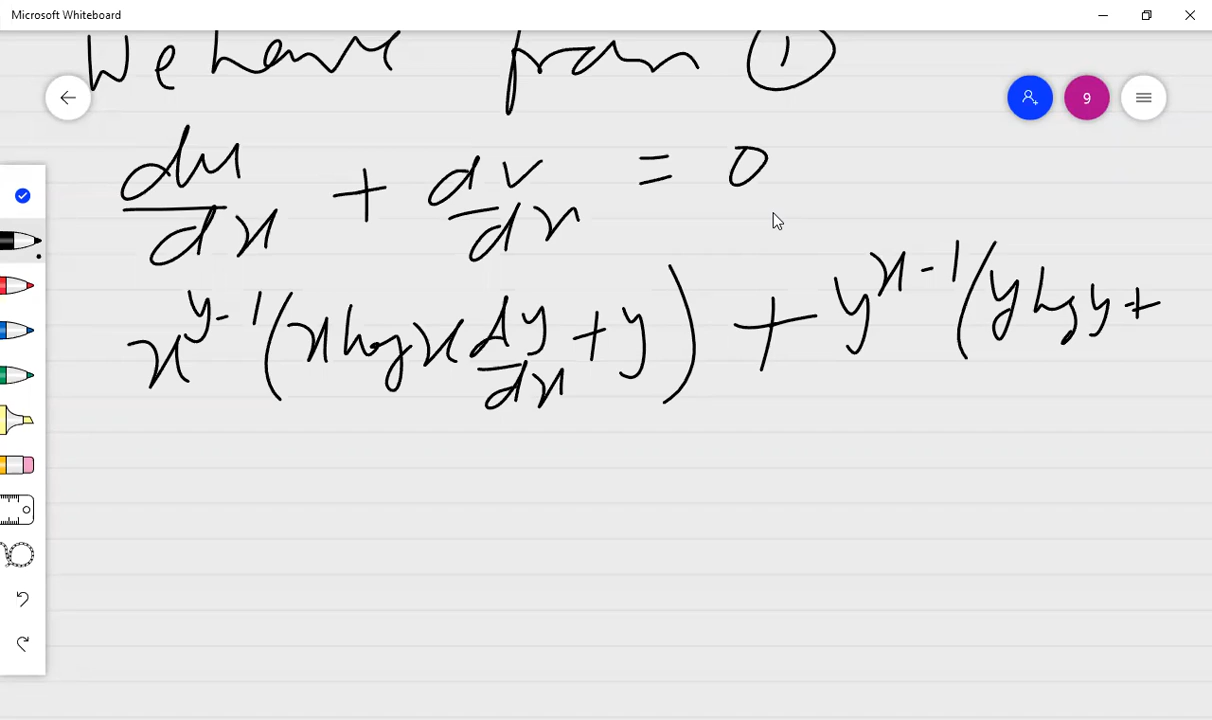 Microsoft Whiteboard
We have from ①
9
du/dx + dv/dx = 0
x^{y-1}(x log x dy/dx + y) + y^{x-1}(y log y +